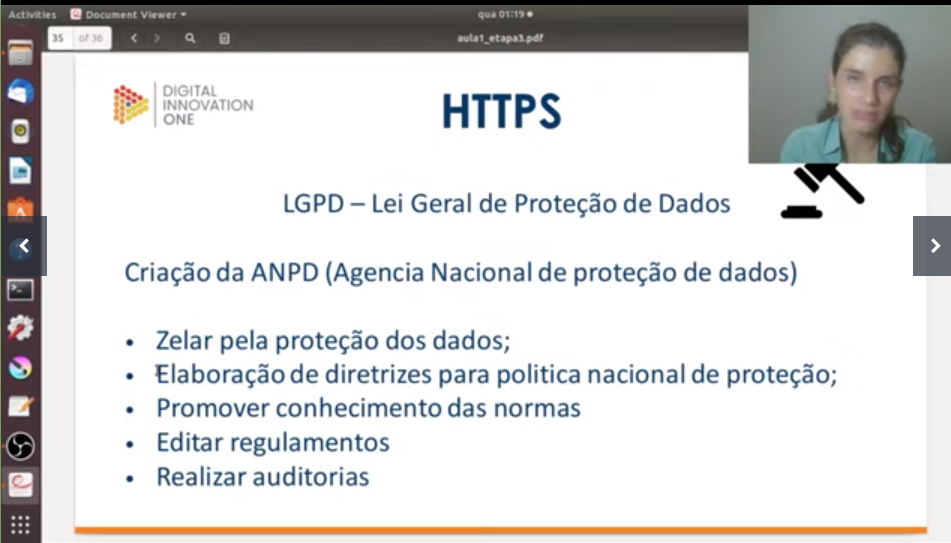 Activities Document Viewer qua 01:19
35 of 36 aula1_etapa3.pdf
DIGITAL
INNOVATION
ONE
HTTPS
LGPD – Lei Geral de Proteção de Dados
Criação da ANPD (Agencia Nacional de proteção de dados)
• Zelar pela proteção dos dados;
• Elaboração de diretrizes para politica nacional de proteção;
• Promover conhecimento das normas
• Editar regulamentos
• Realizar auditorias